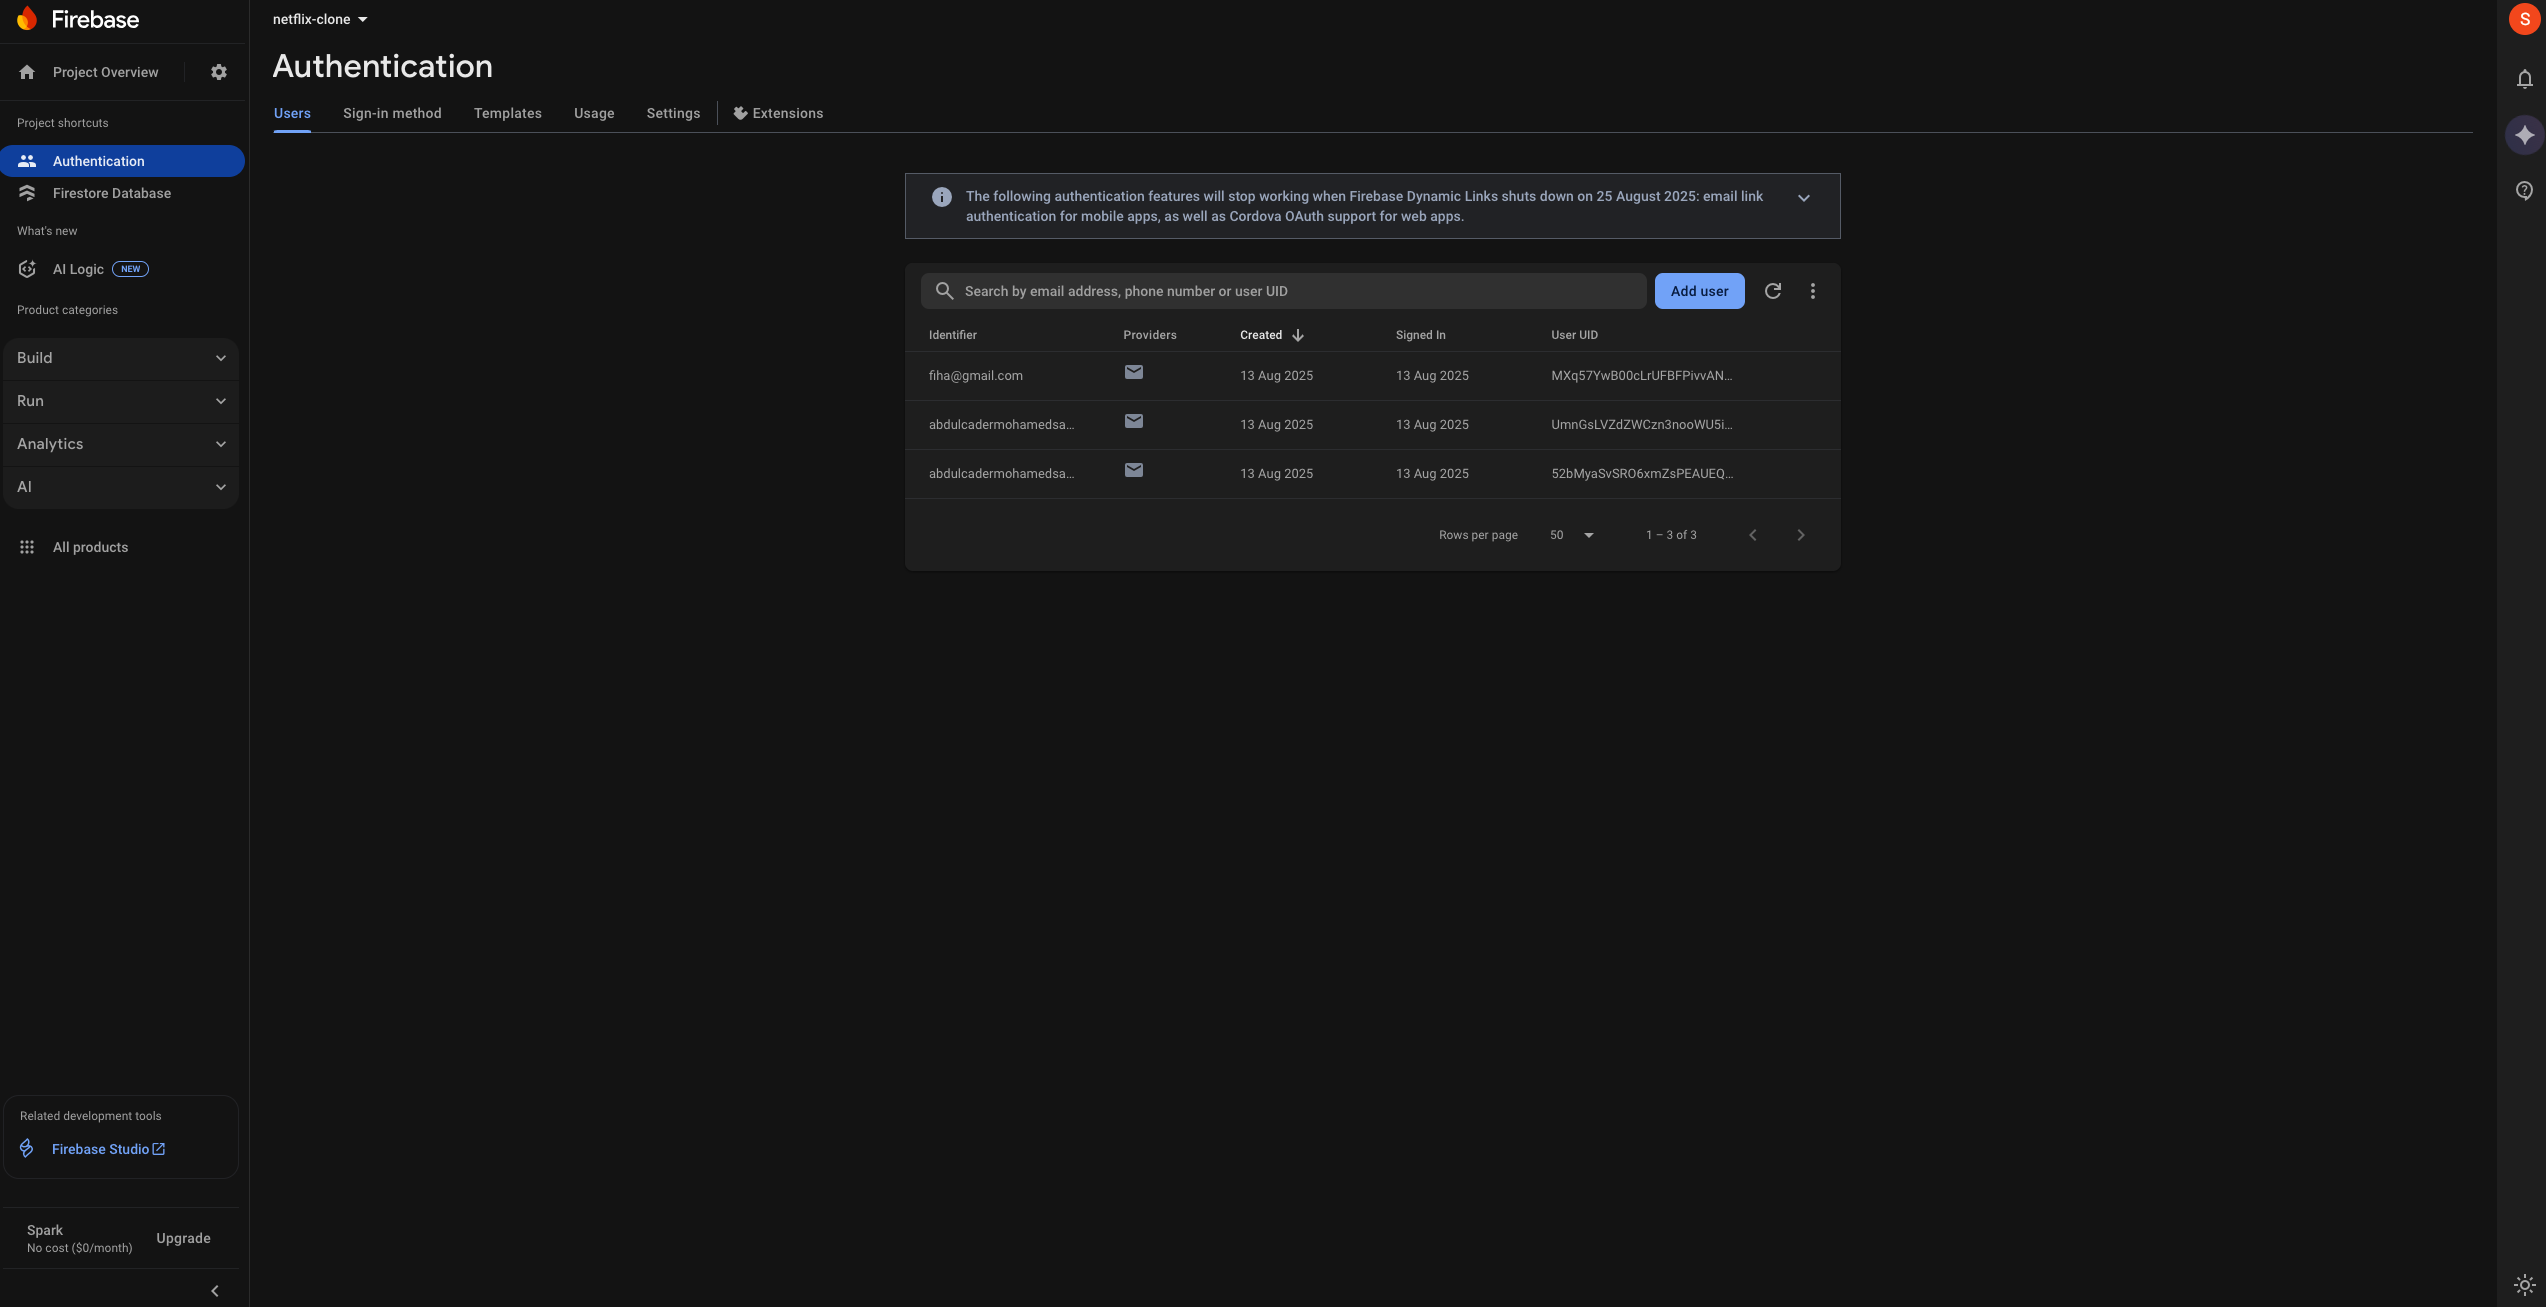 Firebase
netflix-clone
S
Project Overview
Authentication
Users
Sign-in method
Templates
Usage
Settings
Extensions
Project shortcuts
Authentication
Firestore Database
What's new
AI Logic NEW
Product categories
Build
Run
Analytics
AI
All products
The following authentication features will stop working when Firebase Dynamic Links shuts down on 25 August 2025: email link
authentication for mobile apps, as well as Cordova OAuth support for web apps.
Search by email address, phone number or user UID
Add user
Identifier Providers Created Signed In User UID
fiha@gmail.com 13 Aug 2025 13 Aug 2025 MXq57YwB00cLrUFBFPivvAN...
abdulcadermohamedsa... 13 Aug 2025 13 Aug 2025 UmnGsLVZdZWCzn3nooWU5i...
abdulcadermohamedsa... 13 Aug 2025 13 Aug 2025 52bMyaSvSRO6xmZsPEAUEQ...
Rows per page 50 1 – 3 of 3
Related development tools
Firebase Studio
Spark
No cost ($0/month)
Upgrade